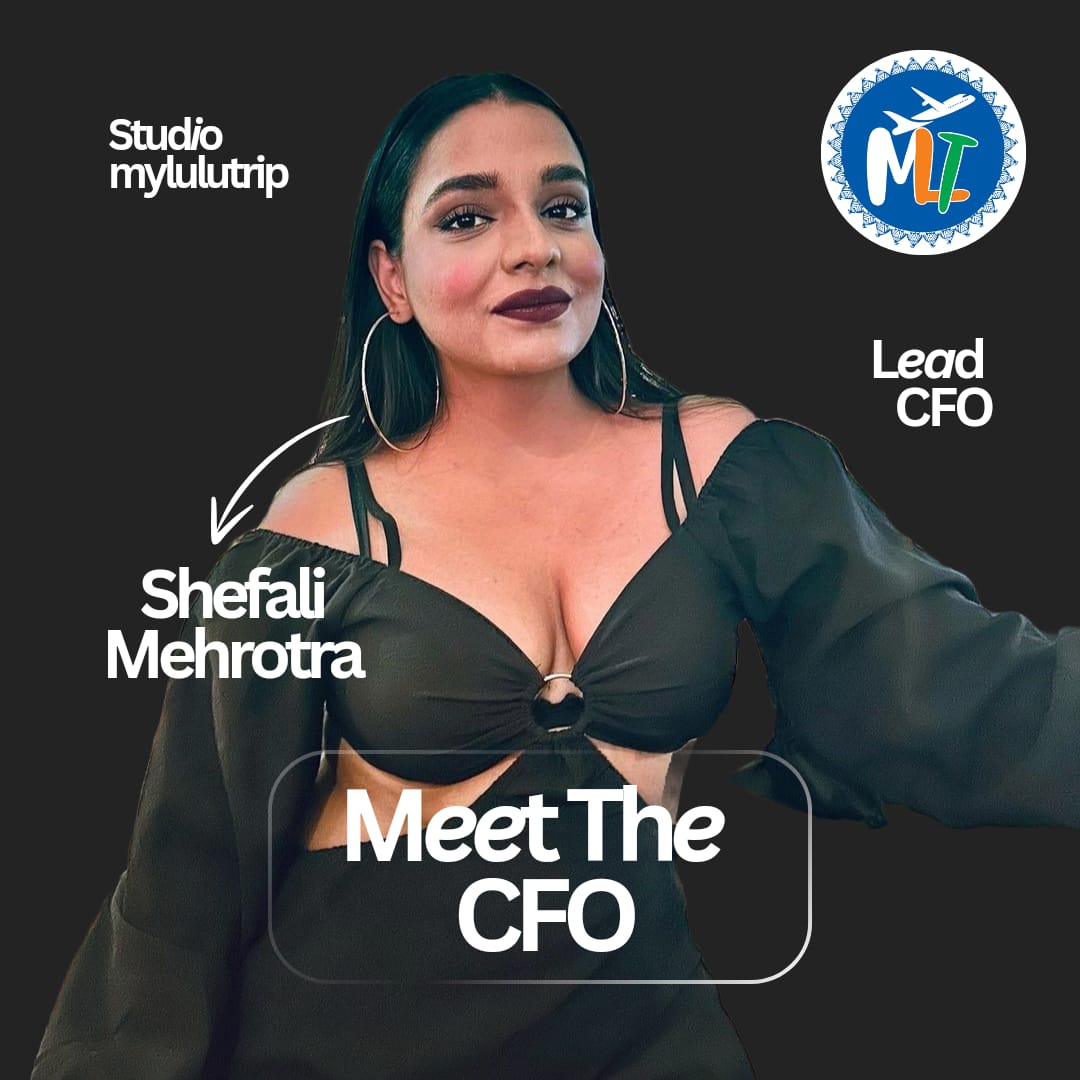 Studio
mylulutrip
MLT
Lead
CFO
Shefali
Mehrotra
Meet The
CFO